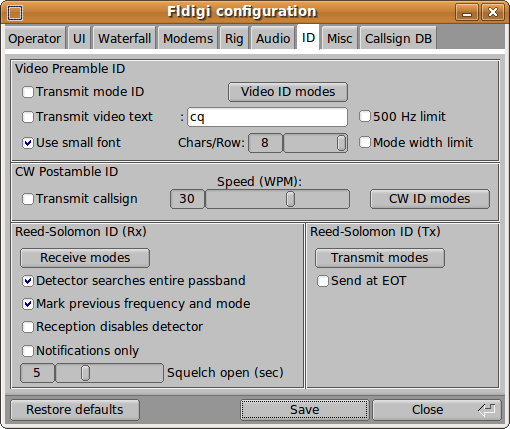 Fldigi configuration
Operator UI Waterfall Modems Rig Audio ID Misc Callsign DB
Video Preamble ID
Transmit mode ID Video ID modes
Transmit video text : cq 500 Hz limit
Use small font Chars/Row: 8 Mode width limit
CW Postamble ID
Speed (WPM):
Transmit callsign 30 CW ID modes
Reed-Solomon ID (Rx) Reed-Solomon ID (Tx)
Receive modes Transmit modes
Detector searches entire passband Send at EOT
Mark previous frequency and mode
Reception disables detector
Notifications only
5 Squelch open (sec)
Restore defaults Save Close